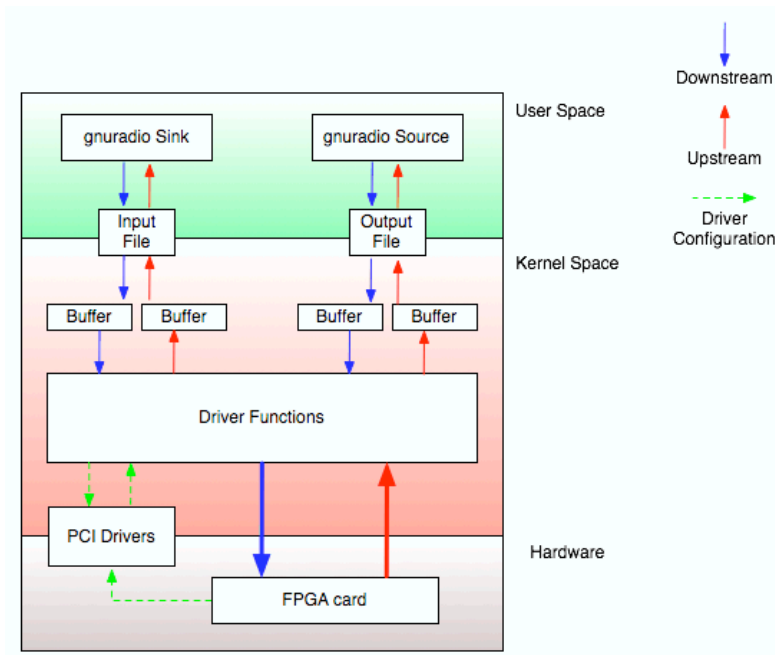 Downstream
User Space
gnuradio Sink
gnuradio Source
Upstream
Input
File
Output
File
Driver
Configuration
Kernel Space
Buffer
Buffer
Buffer
Buffer
Driver Functions
PCI Drivers
Hardware
FPGA card